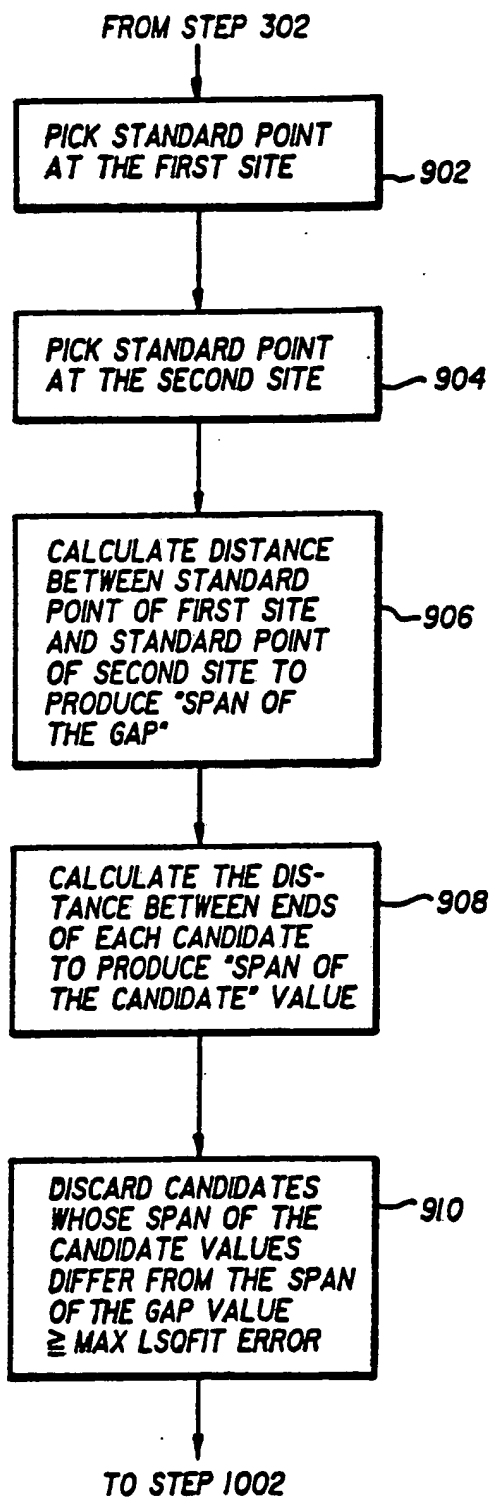 FROM STEP 302
PICK STANDARD POINT
AT THE FIRST SITE
902
PICK STANDARD POINT
AT THE SECOND SITE
904
CALCULATE DISTANCE
BETWEEN STANDARD
POINT OF FIRST SITE
AND STANDARD POINT
OF SECOND SITE TO
PRODUCE "SPAN OF
THE GAP"
906
CALCULATE THE DIS-
TANCE BETWEEN ENDS
OF EACH CANDIDATE
TO PRODUCE "SPAN OF
THE CANDIDATE" VALUE
908
DISCARD CANDIDATES
WHOSE SPAN OF THE
CANDIDATE VALUES
DIFFER FROM THE SPAN
OF THE GAP VALUE
≧ MAX LSQFIT ERROR
910
TO STEP 1002